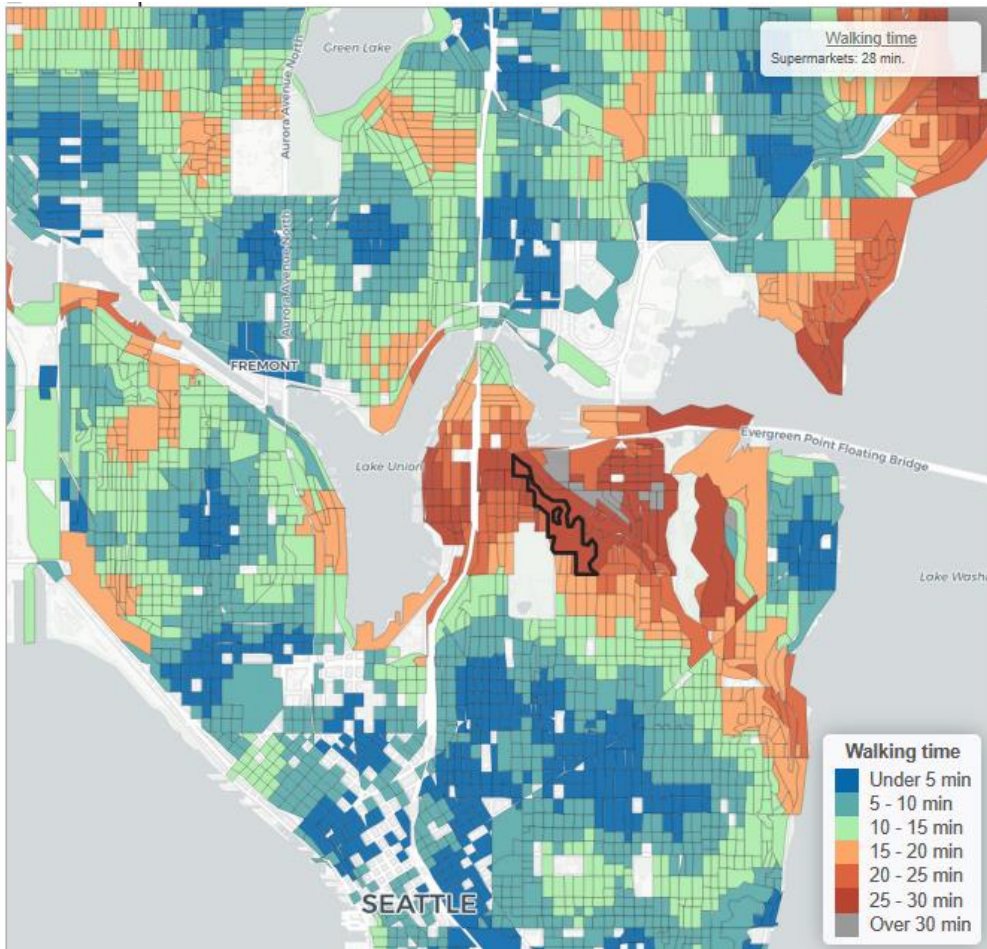 Green Lake
Aurora Avenue North
Walking time
Supermarkets: 28 min.
Aurora Avenue North
FREMONT
Lake Union
Evergreen Point Floating Bridge
Lake Washi
SEATTLE
Walking time
Under 5 min
5 - 10 min
10 - 15 min
15 - 20 min
20 - 25 min
25 - 30 min
Over 30 min